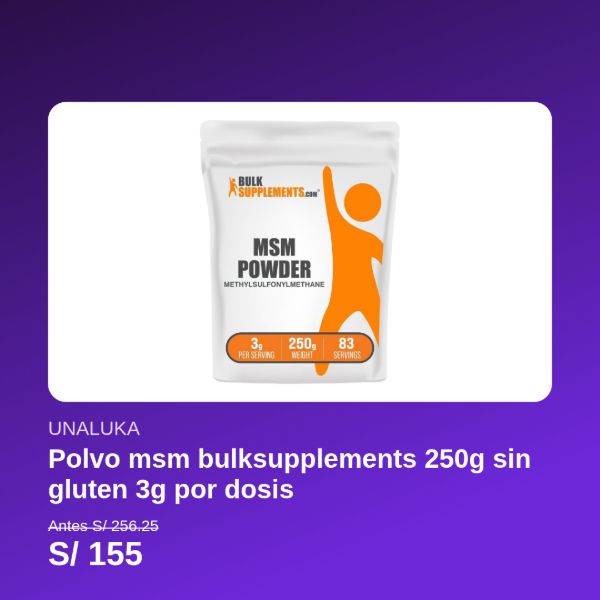 BULK
SUPPLEMENTS.COM®
MSM
POWDER
METHYLSULFONYLMETHANE
3g 250g 83
PER SERVING WEIGHT SERVINGS
UNALUKA
Polvo msm bulksupplements 250g sin
gluten 3g por dosis
Antes S/ 256.25
S/ 155